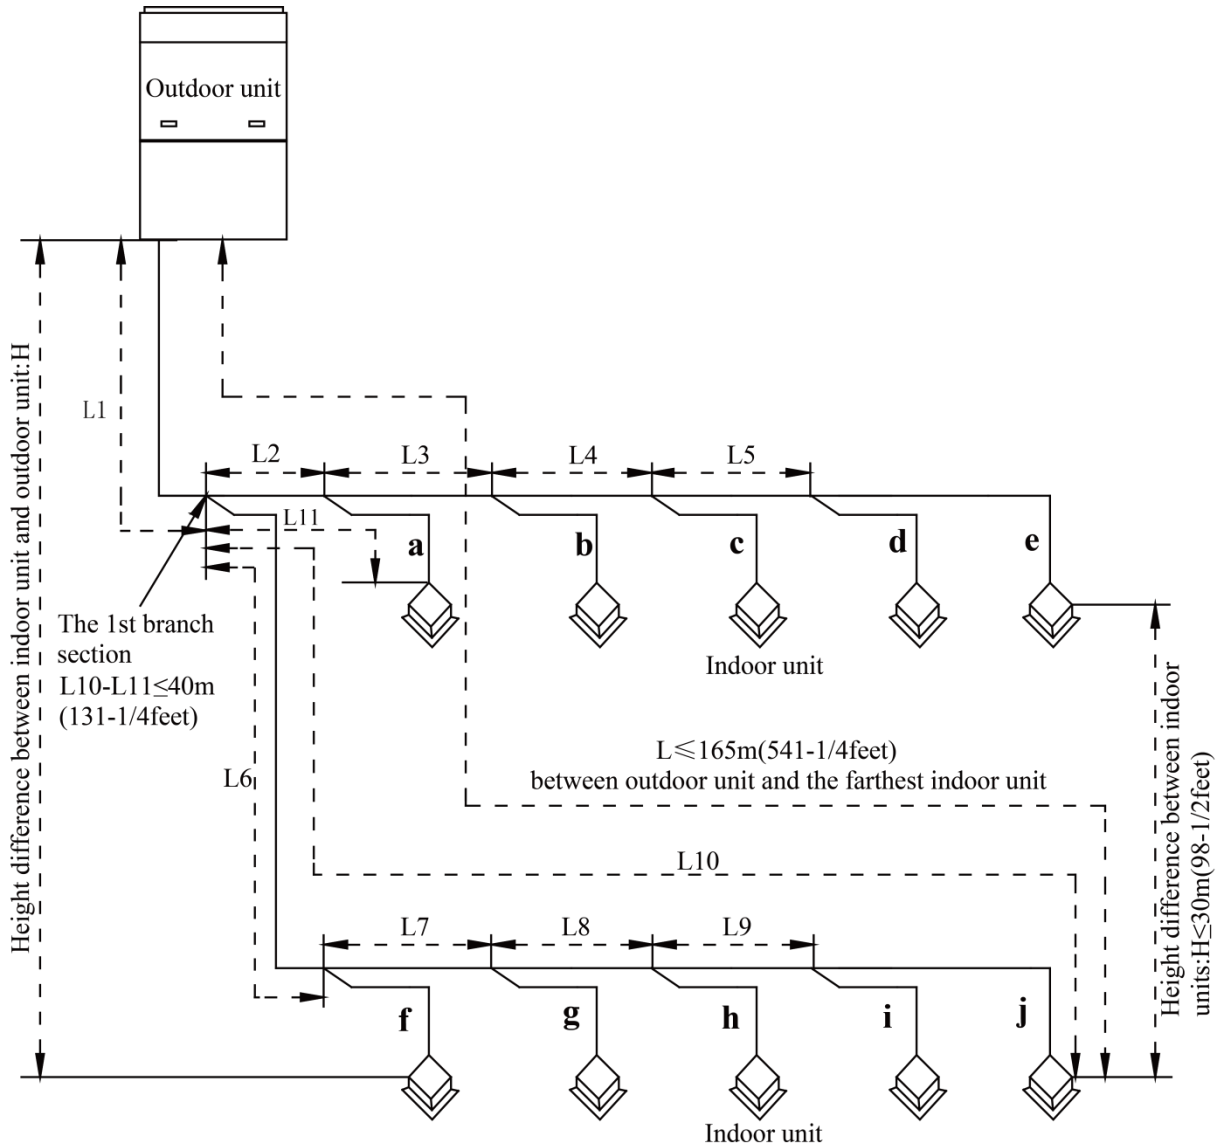 Outdoor unit
Height difference between indoor unit and outdoor unit:H
L1
L2
L3
L4
L5
L11
a
b
c
d
e
The 1st branch
section
L10-L11≤40m
(131-1/4feet)
Indoor unit
L6
L≤165m(541-1/4feet)
between outdoor unit and the farthest indoor unit
Height difference between indoor
units:H≤30m(98-1/2feet)
L10
L7
L8
L9
f
g
h
i
j
Indoor unit